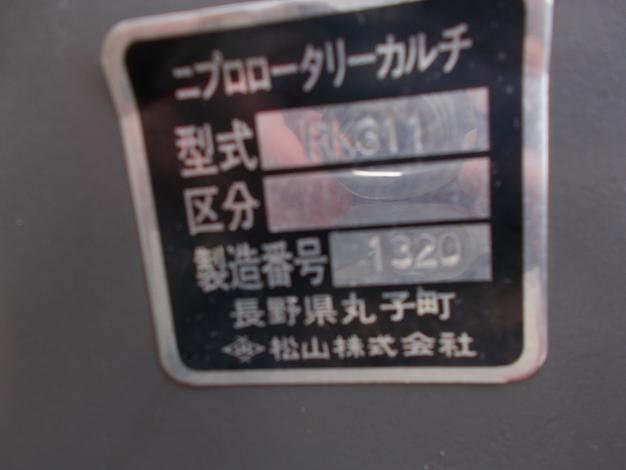 ニプロロータリーカルチ
型式 RK311
区分
製造番号 1320
長野県丸子町
松山株式会社